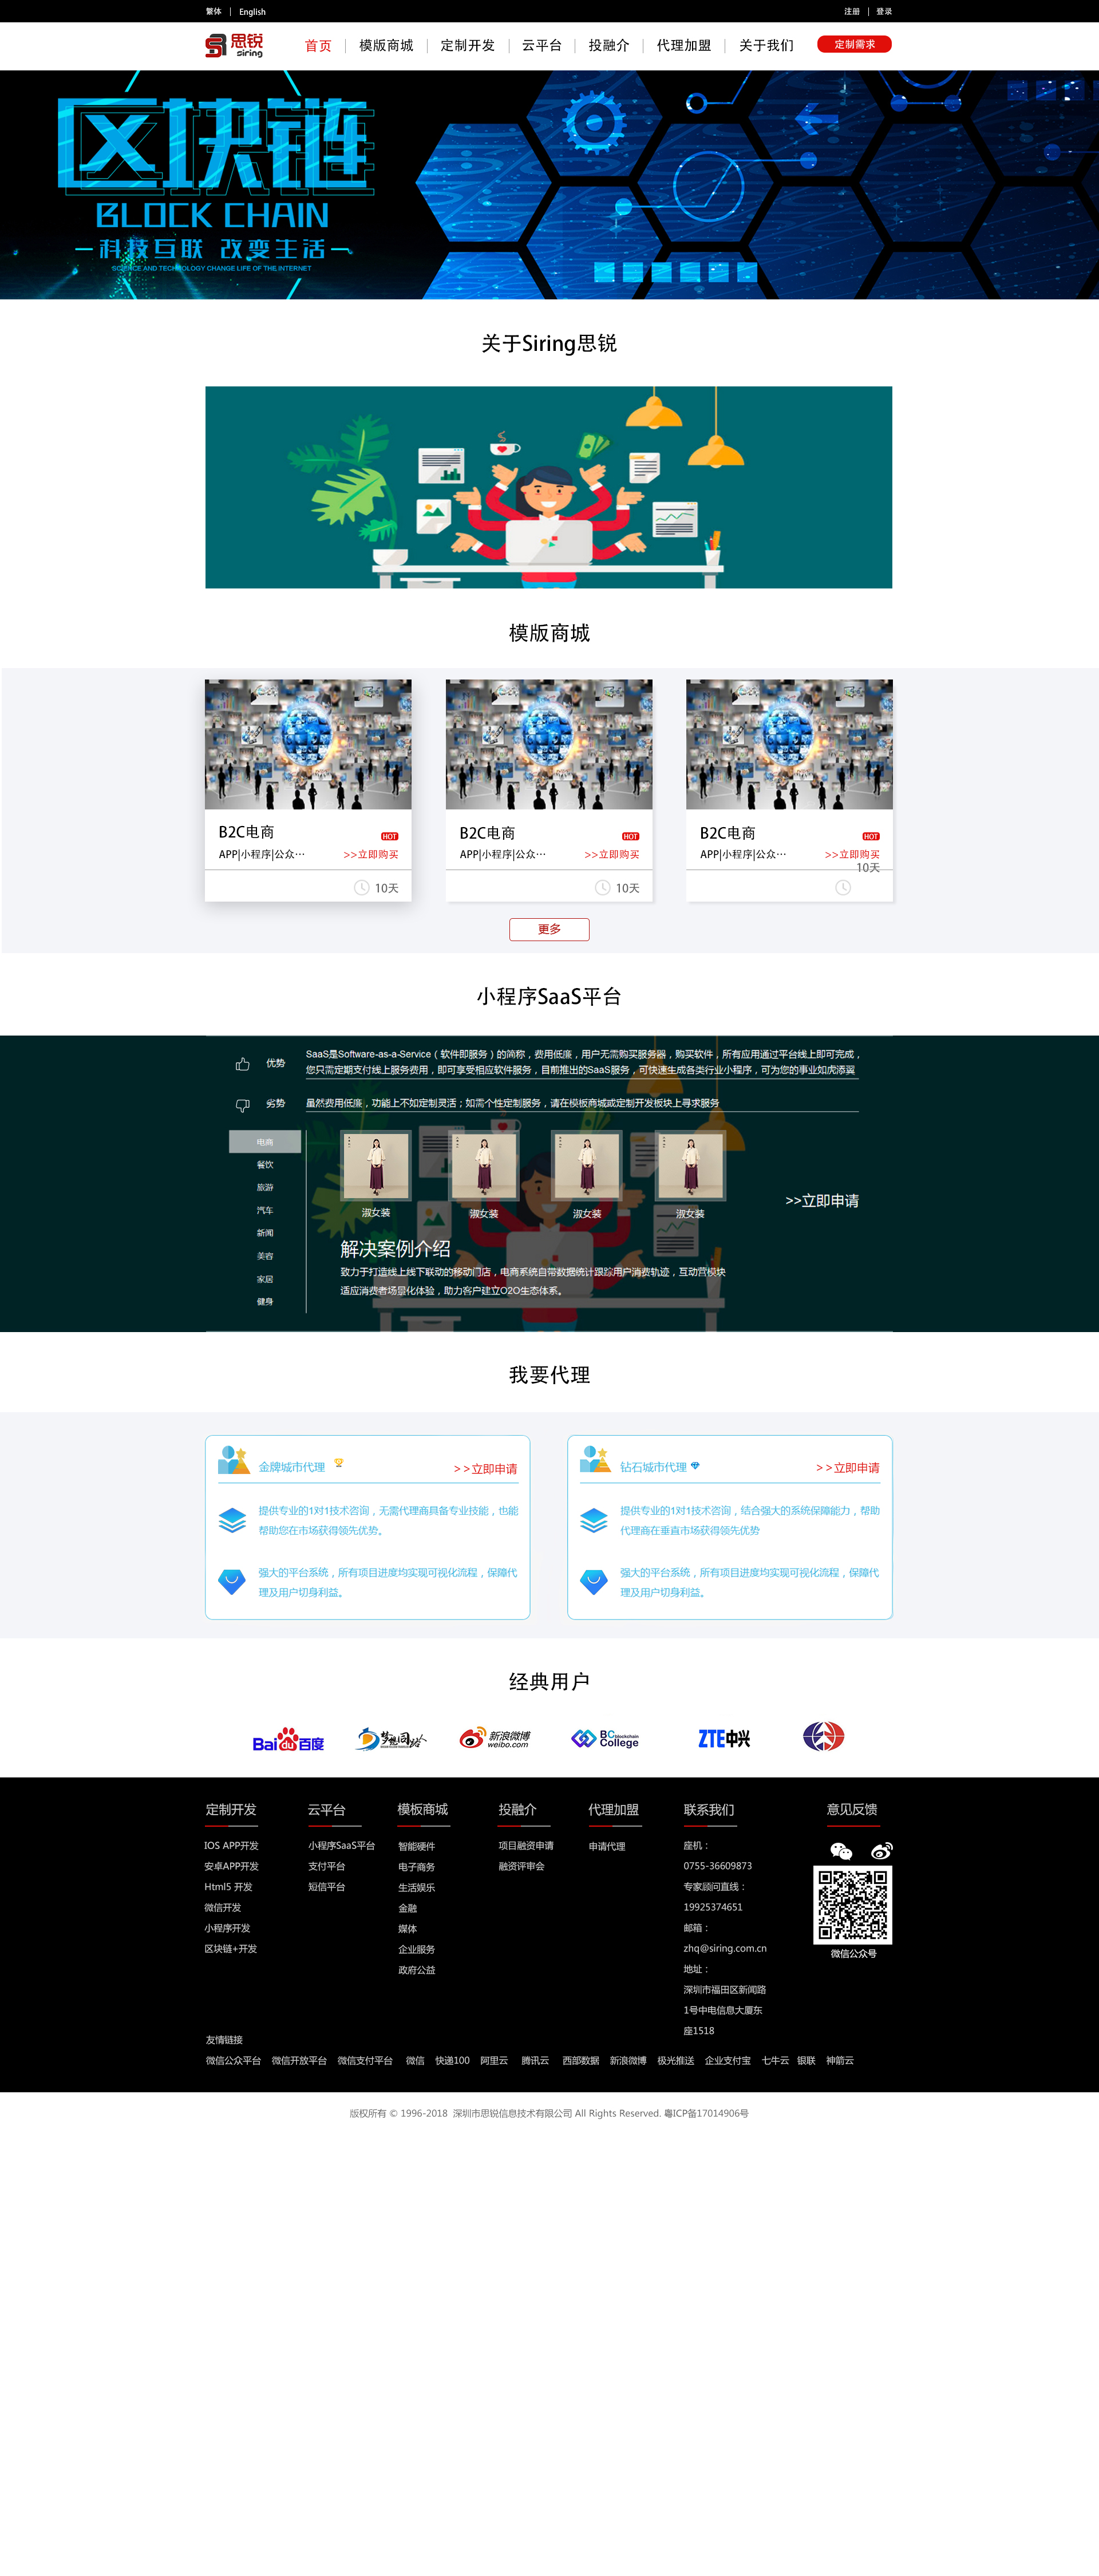 繁体 | English
注册 | 登录
思锐 siring
首页 | 模版商城 | 定制开发 | 云平台 | 投融介 | 代理加盟 | 关于我们
定制需求
区块链
BLOCK CHAIN
科技互联 改变生活
SCIENCE AND TECHNOLOGY CHANGE LIFE OF THE INTERNET
关于Siring思锐
模版商城
B2C电商
HOT
APP|小程序|公众…
>>立即购买
10天
B2C电商
HOT
APP|小程序|公众…
>>立即购买
10天
B2C电商
HOT
APP|小程序|公众…
>>立即购买
10天
更多
小程序SaaS平台
优势
SaaS是Software-as-a-Service（软件即服务）的简称，费用低廉，用户无需购买服务器，购买软件，所有应用通过平台线上即可完成，
您只需定期支付线上服务费用，即可享受相应软件服务，目前推出的SaaS服务，可快速生成各类行业小程序，可为您的事业如虎添翼
劣势
虽然费用低廉，功能上不如定制灵活；如需个性定制服务，请在模板商城或定制开发板块上寻求服务
电商
餐饮
旅游
汽车
新闻
美容
家居
健身
淑女装
淑女装
淑女装
淑女装
>>立即申请
解决案例介绍
致力于打造线上线下联动的移动门店，电商系统自带数据统计跟踪用户消费轨迹，互动营模块
适应消费者场景化体验，助力客户建立O2O生态体系。
我要代理
金牌城市代理
>>立即申请
提供专业的1对1技术咨询，无需代理商具备专业技能，也能
帮助您在市场获得领先优势。
强大的平台系统，所有项目进度均实现可视化流程，保障代
理及用户切身利益。
钻石城市代理
>>立即申请
提供专业的1对1技术咨询，结合强大的系统保障能力，帮助
代理商在垂直市场获得领先优势
强大的平台系统，所有项目进度均实现可视化流程，保障代
理及用户切身利益。
经典用户
Bai du 百度
梦想网络
新浪微博
weibo.com
BC blockchain
College
ZTE中兴
定制开发
IOS APP开发
安卓APP开发
Html5 开发
微信开发
小程序开发
区块链+开发
云平台
小程序SaaS平台
支付平台
短信平台
模板商城
智能硬件
电子商务
生活娱乐
金融
媒体
企业服务
政府公益
投融介
项目融资申请
融资评审会
代理加盟
申请代理
联系我们
座机：
0755-36609873
专家顾问直线：
19925374651
邮箱：
zhq@siring.com.cn
地址：
深圳市福田区新闻路
1号中电信息大厦东
座1518
意见反馈
微信公众号
友情链接
微信公众平台 微信开放平台 微信支付平台 微信 快递100 阿里云 腾讯云 西部数据 新浪微博 极光推送 企业支付宝 七牛云 银联 神箭云
版权所有 © 1996-2018 深圳市思锐信息技术有限公司 All Rights Reserved. 粤ICP备17014906号